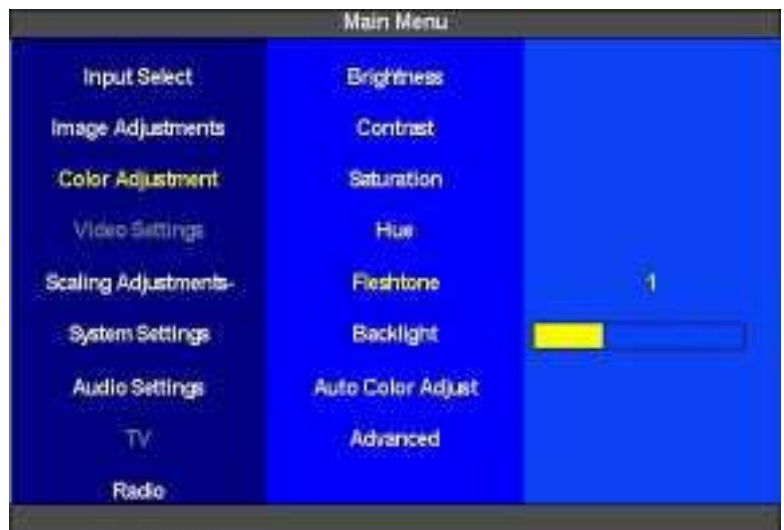 Main Menu
Input Select
Image Adjustments
Color Adjustment
Video Settings
Scaling Adjustments-
System Settings
Audio Settings
TV
Radio
Brightness
Contrast
Saturation
Hue
Fleshtone
Backlight
Auto Color Adjust
Advanced
1